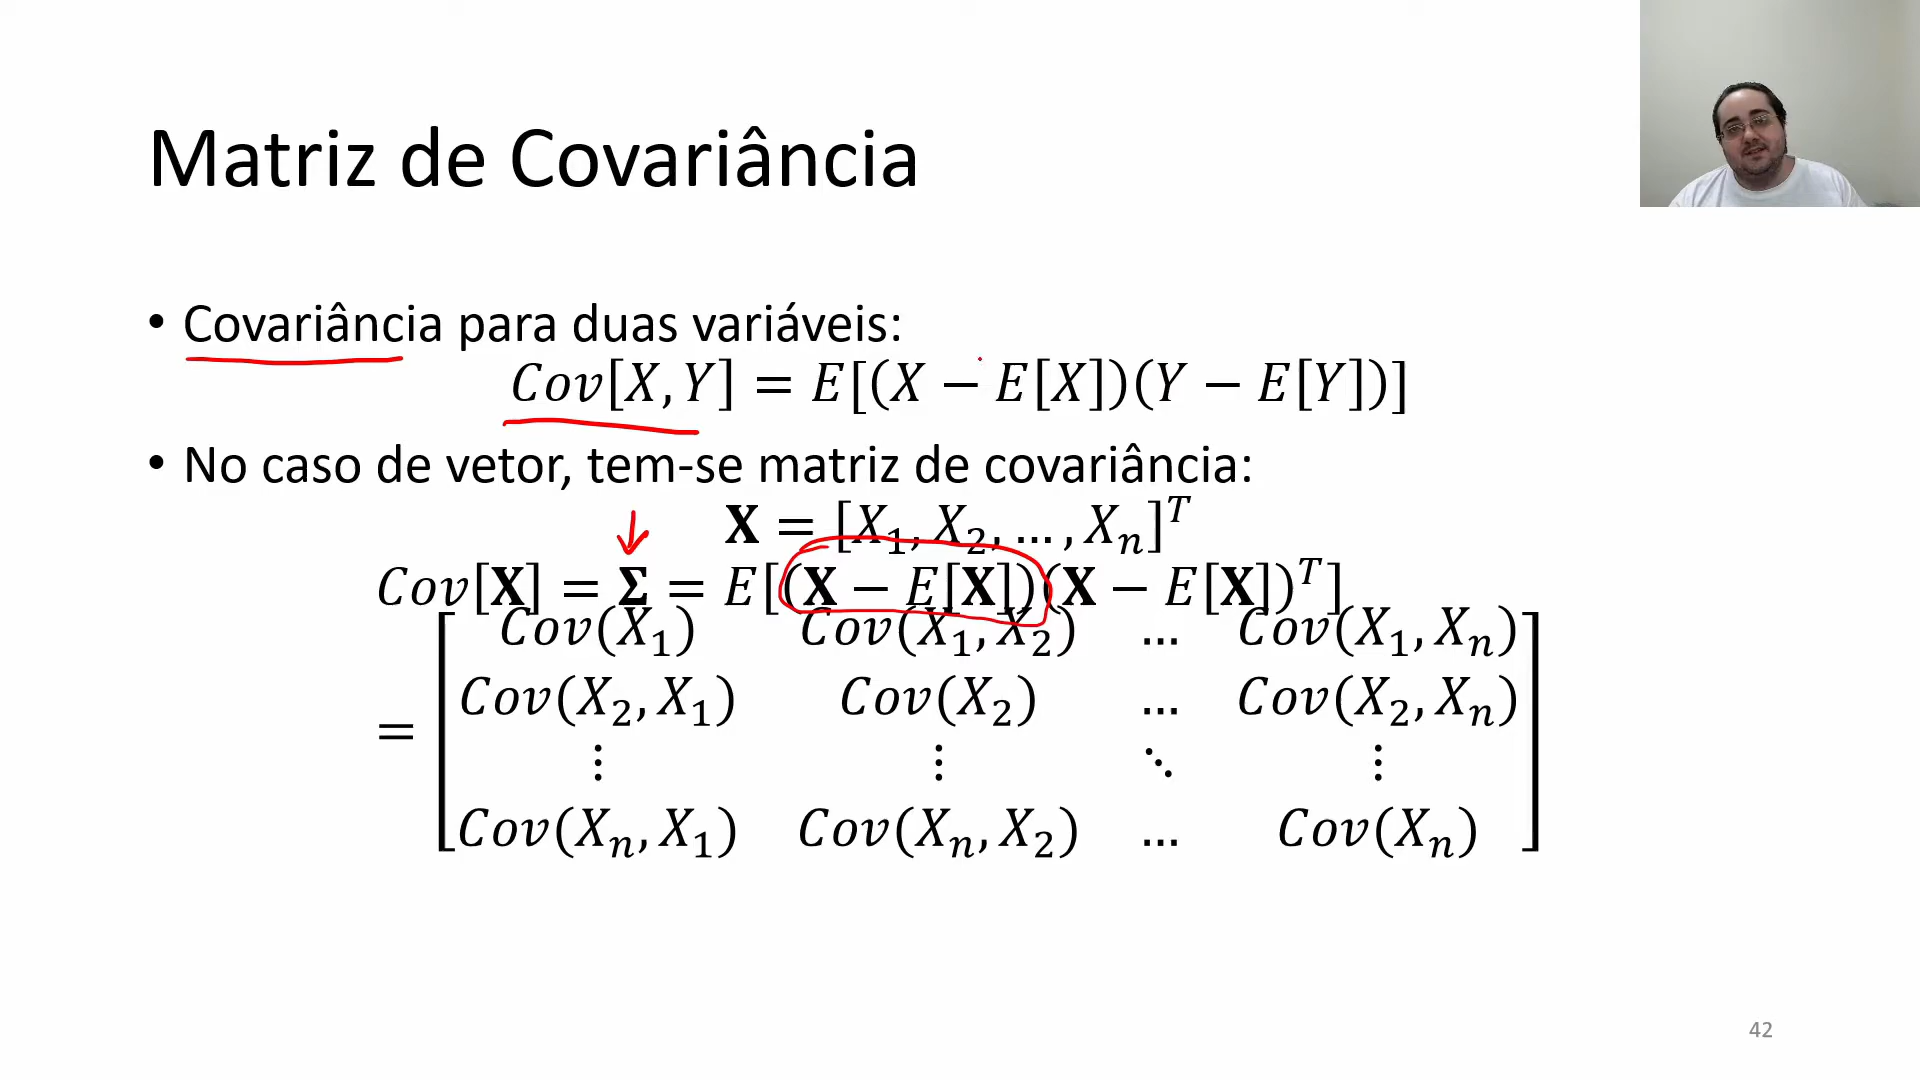 Matriz de Covariância
• Covariância para duas variáveis:
Cov[X, Y] = E[(X − E[X])(Y − E[Y])]
• No caso de vetor, tem-se matriz de covariância:
𝐗 = [X₁, X₂, … , Xₙ]ᵀ
Cov[𝐗] = 𝚺 = E[(𝐗 − E[𝐗])(𝐗 − E[𝐗])ᵀ]
Cov(X₁) Cov(X₁, X₂) … Cov(X₁, Xₙ)
= Cov(X₂, X₁) Cov(X₂) … Cov(X₂, Xₙ)
⋮ ⋮ ⋱ ⋮
Cov(Xₙ, X₁) Cov(Xₙ, X₂) … Cov(Xₙ)
42